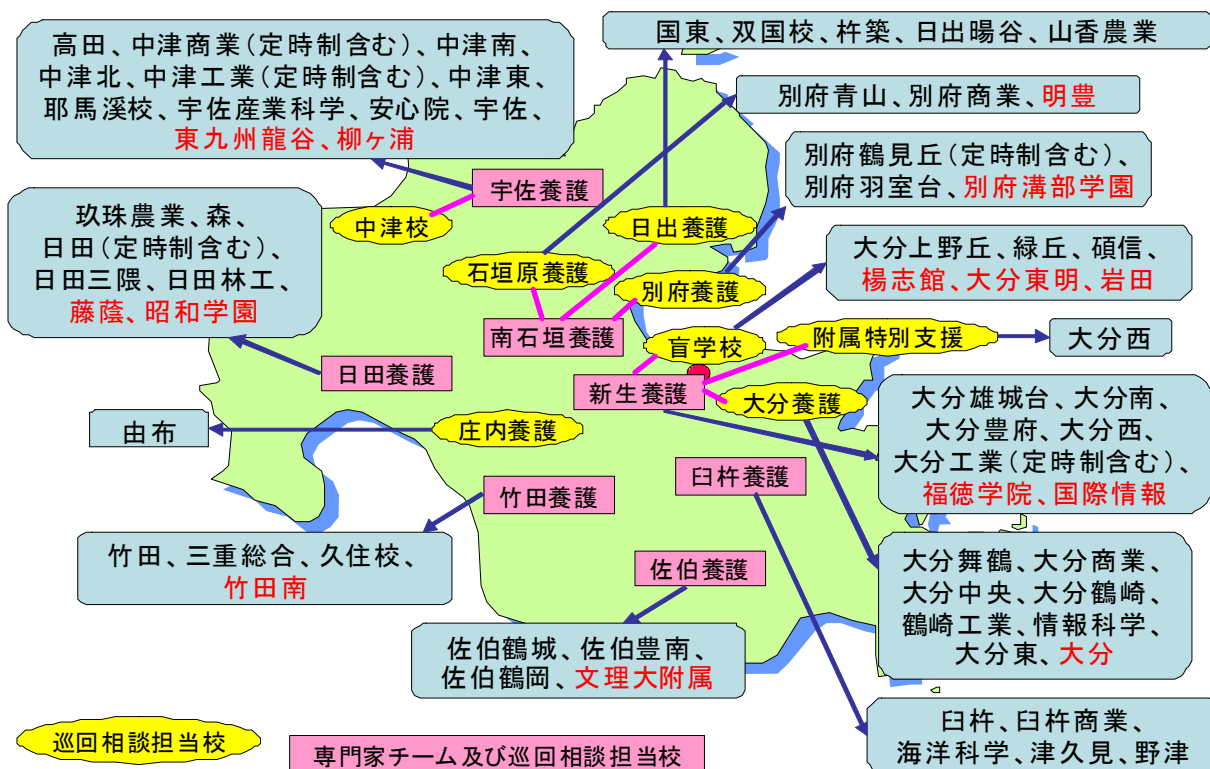 国東、双国校、杵築、日出暘谷、山香農業
高田、中津商業(定時制含む)、中津南、
中津北、中津工業(定時制含む)、中津東、
耶馬溪校、宇佐産業科学、安心院、宇佐、
東九州龍谷、柳ヶ浦
別府青山、別府商業、明豊
別府鶴見丘(定時制含む)、
別府羽室台、別府溝部学園
宇佐養護
中津校
日出養護
石垣原養護
別府養護
玖珠農業、森、
日田(定時制含む)、
日田三隈、日田林工、
藤蔭、昭和学園
大分上野丘、緑丘、碩信、
楊志館、大分東明、岩田
南石垣養護
盲学校
附属特別支援
大分西
日田養護
新生養護
大分養護
大分雄城台、大分南、
大分豊府、大分西、
大分工業(定時制含む)、
福徳学院、国際情報
由布
庄内養護
臼杵養護
竹田養護
竹田、三重総合、久住校、
竹田南
佐伯養護
大分舞鶴、大分商業、
大分中央、大分鶴崎、
鶴崎工業、情報科学、
大分東、大分
佐伯鶴城、佐伯豊南、
佐伯鶴岡、文理大附属
臼杵、臼杵商業、
海洋科学、津久見、野津
巡回相談担当校
専門家チーム及び巡回相談担当校